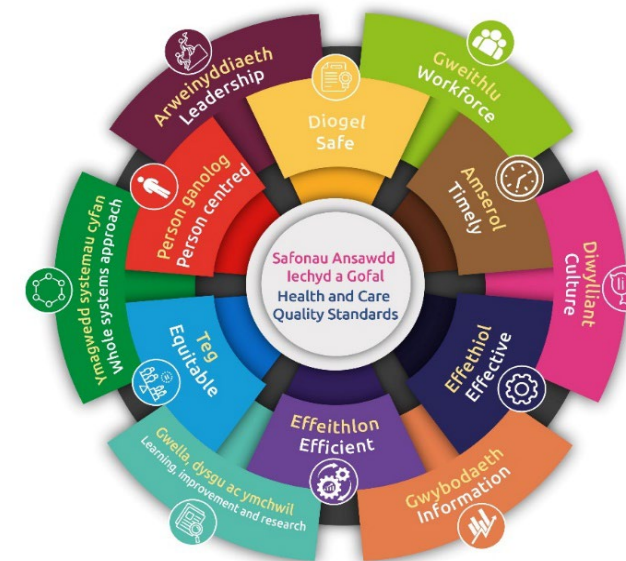 Arweinyddiaeth
Leadership
Gweithlu
Workforce
Diogel
Safe
Person ganolog
Person centred
Amserol
Timely
Diwylliant
Culture
Ymagwedd systemau cyfan
Whole systems approach
Safonau Ansawdd
Iechyd a Gofal
Health and Care
Quality Standards
Teg
Equitable
Effethiol
Effective
Effeithlon
Efficient
Gwella, dysgu ac ymchwil
Learning, improvement and research
Gwybodaeth
Information